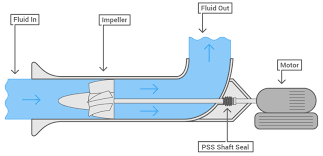 Fluid Out
Fluid In
Impeller
Motor
PSS Shaft Seal